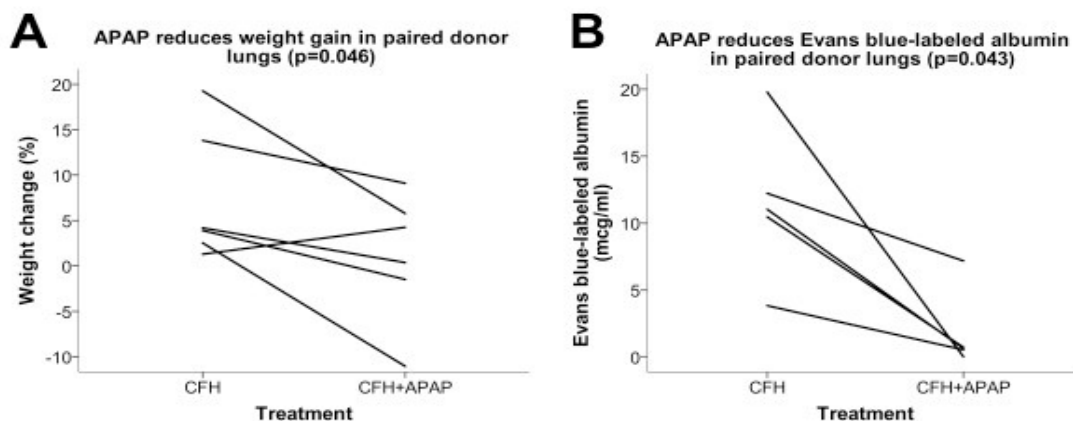 A
APAP reduces weight gain in paired donor
lungs (p=0.046)
Weight change (%)
20
15
10
5
0
-5
-10
CFH
CFH+APAP
Treatment
B
APAP reduces Evans blue-labeled albumin
in paired donor lungs (p=0.043)
Evans blue-labeled albumin
(mcg/ml)
20
15
10
5
0
CFH
CFH+APAP
Treatment